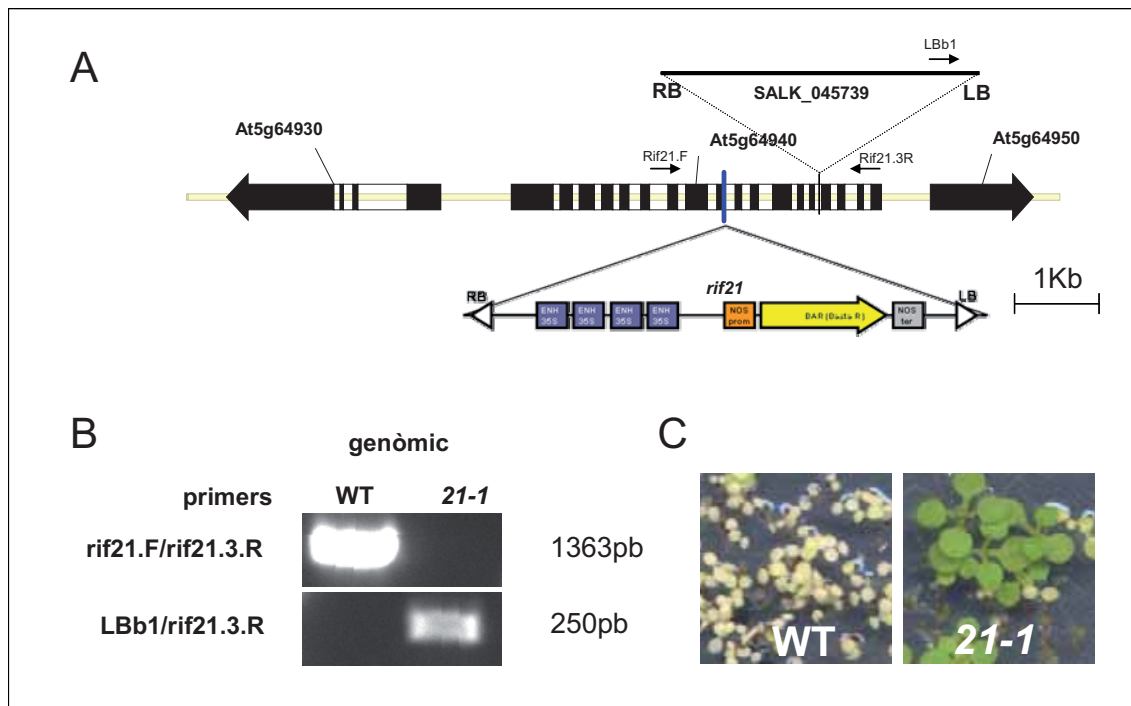 A
LBb1
RB
SALK_045739
LB
At5g64930
At5g64940
At5g64950
Rif21.F
Rif21.3R
rif21
RB
LB
ENH 35S
ENH 35S
ENH 35S
ENH 35S
NOS prom
BAR (Basta R)
NOS ter
1Kb
B
genòmic
primers
WT
21-1
rif21.F/rif21.3.R
1363pb
LBb1/rif21.3.R
250pb
C
WT
21-1